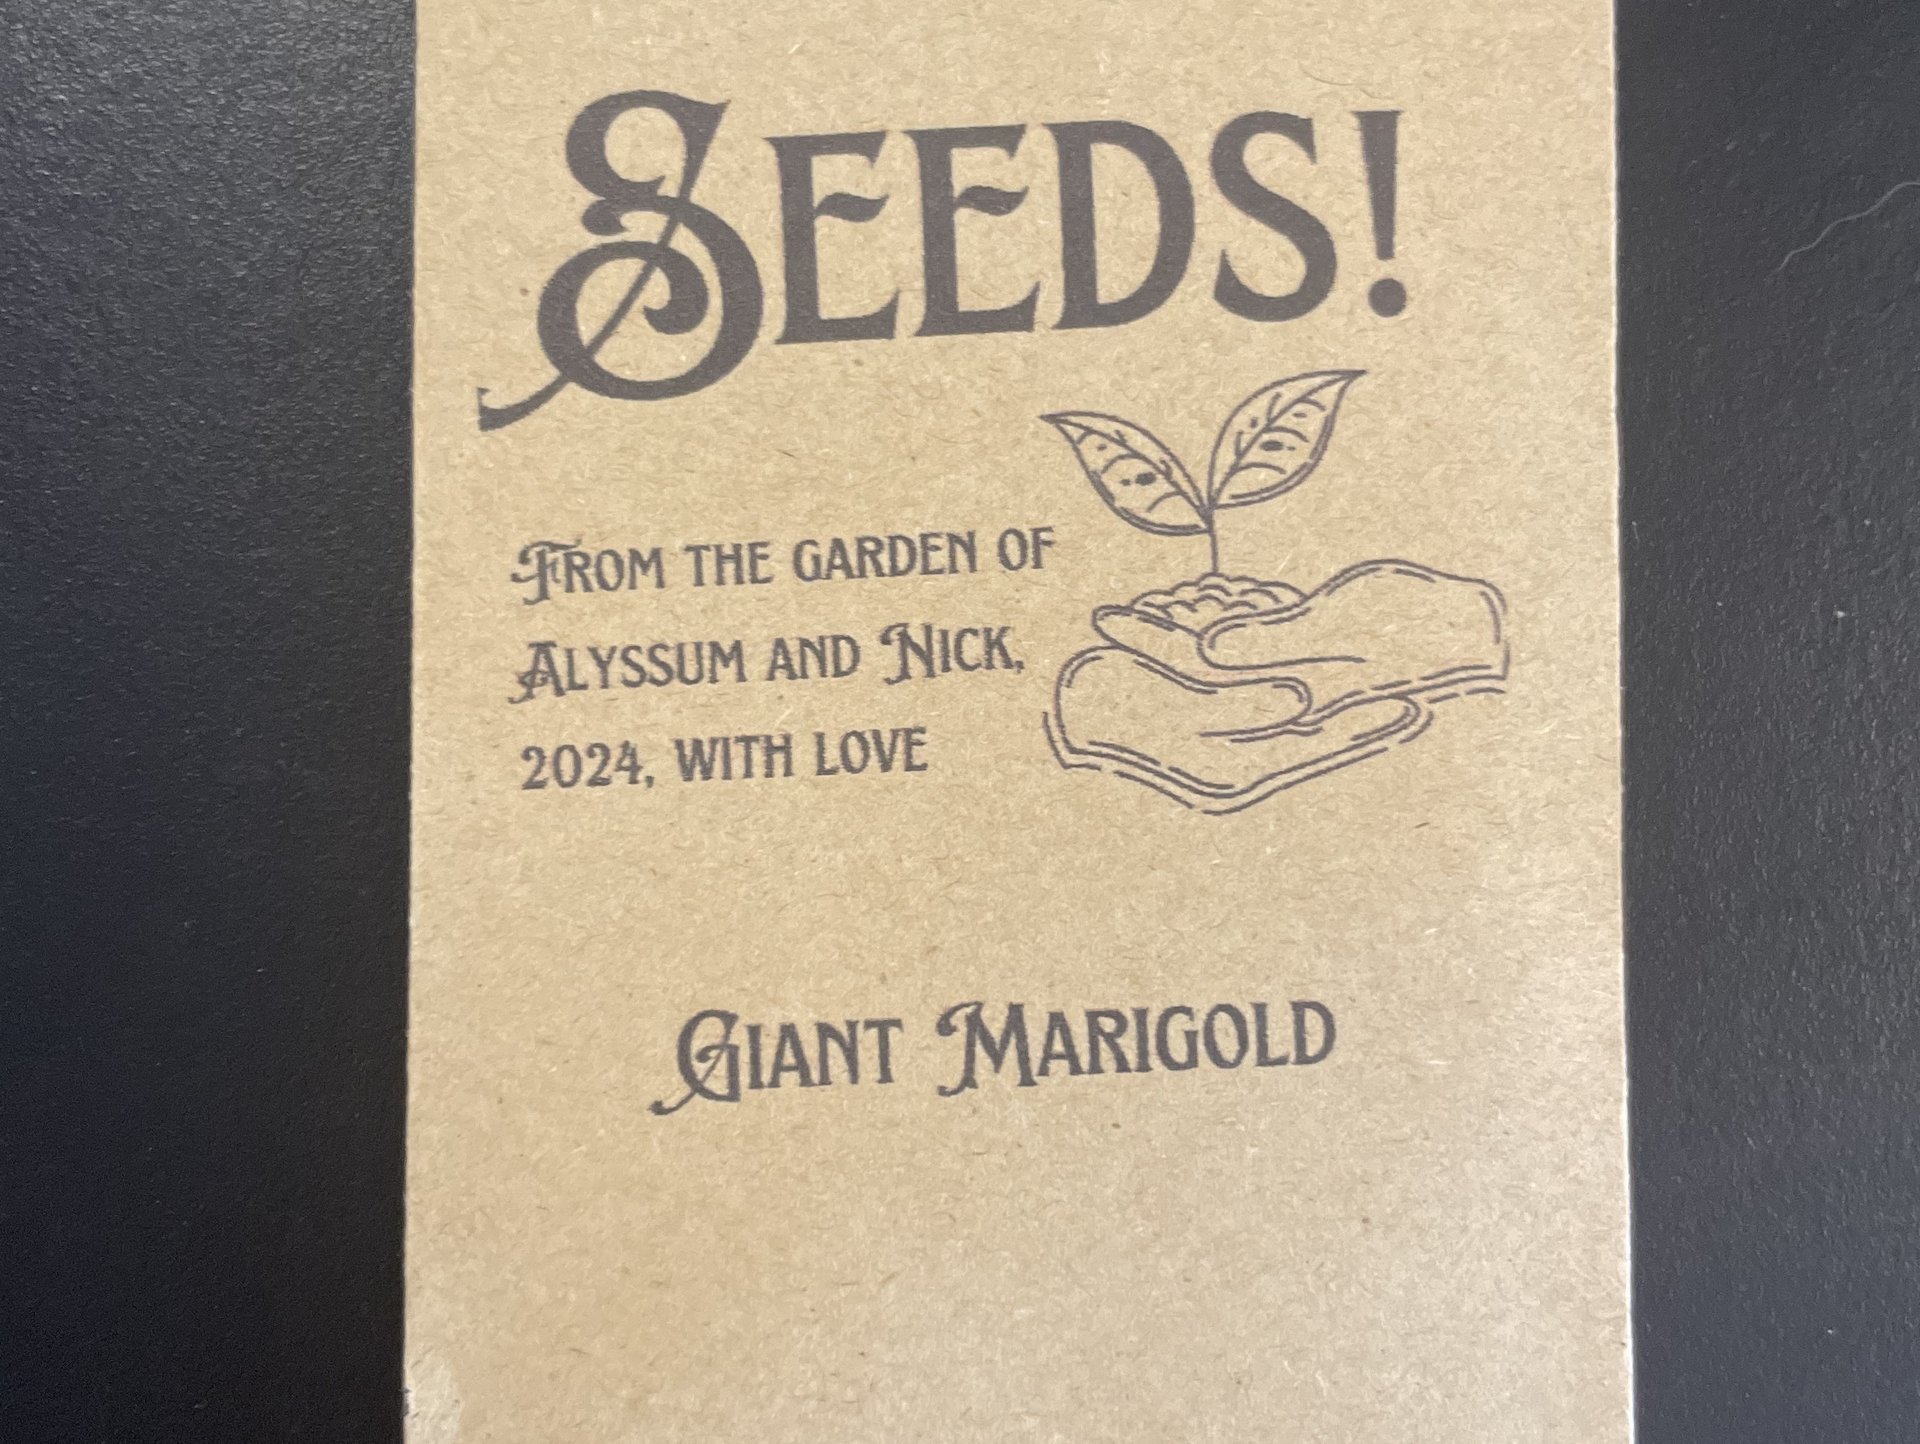 Seeds!
From the garden of
Alyssum and Nick,
2024, with love
Giant Marigold